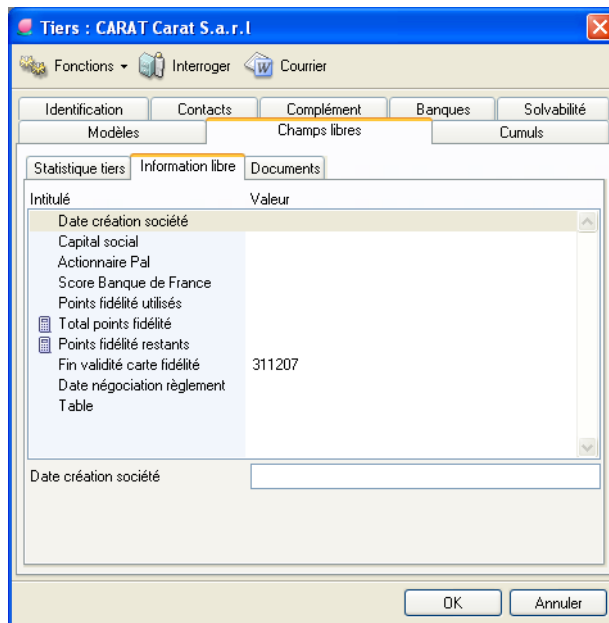 Tiers : CARAT Carat S.a.r.l
Fonctions Interroger Courrier
Identification Contacts Complément Banques Solvabilité
Modèles Champs libres Cumuls
Statistique tiers Information libre Documents
Intitulé Valeur
Date création société
Capital social
Actionnaire Pal
Score Banque de France
Points fidélité utilisés
Total points fidélité
Points fidélité restants
Fin validité carte fidélité 311207
Date négociation règlement
Table
Date création société
OK Annuler